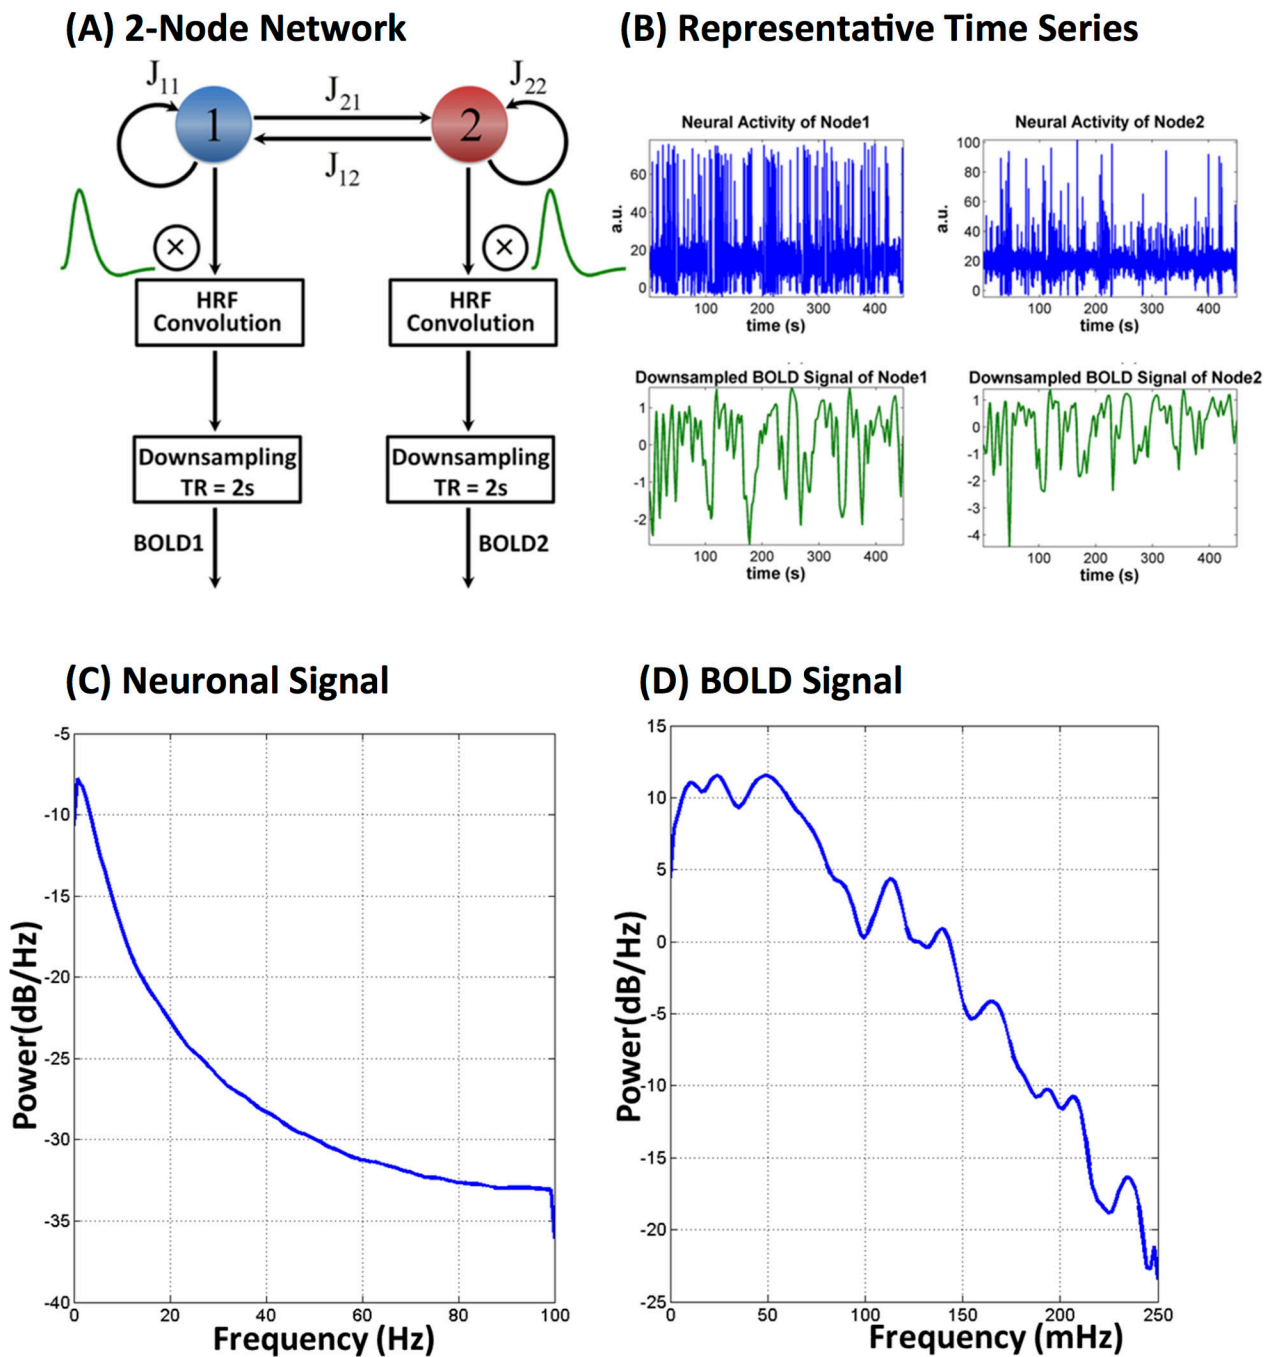 (A) 2-Node Network
J11
J21
J22
1
2
J12
×
×
HRF
Convolution
HRF
Convolution
Downsampling
TR = 2s
Downsampling
TR = 2s
BOLD1
BOLD2
(B) Representative Time Series
Neural Activity of Node1
a.u.
60
40
20
0
100 200 300 400
time (s)
Neural Activity of Node2
a.u.
100
80
60
40
20
0
100 200 300 400
time (s)
Downsampled BOLD Signal of Node1
1
0
-1
-2
100 200 300 400
time (s)
Downsampled BOLD Signal of Node2
1
0
-1
-2
-3
-4
100 200 300 400
time (s)
(C) Neuronal Signal
Power(dB/Hz)
-5
-10
-15
-20
-25
-30
-35
-40
0 20 40 60 80 100
Frequency (Hz)
(D) BOLD Signal
Power(dB/Hz)
15
10
5
0
-5
-10
-15
-20
-25
0 50 100 150 200 250
Frequency (mHz)